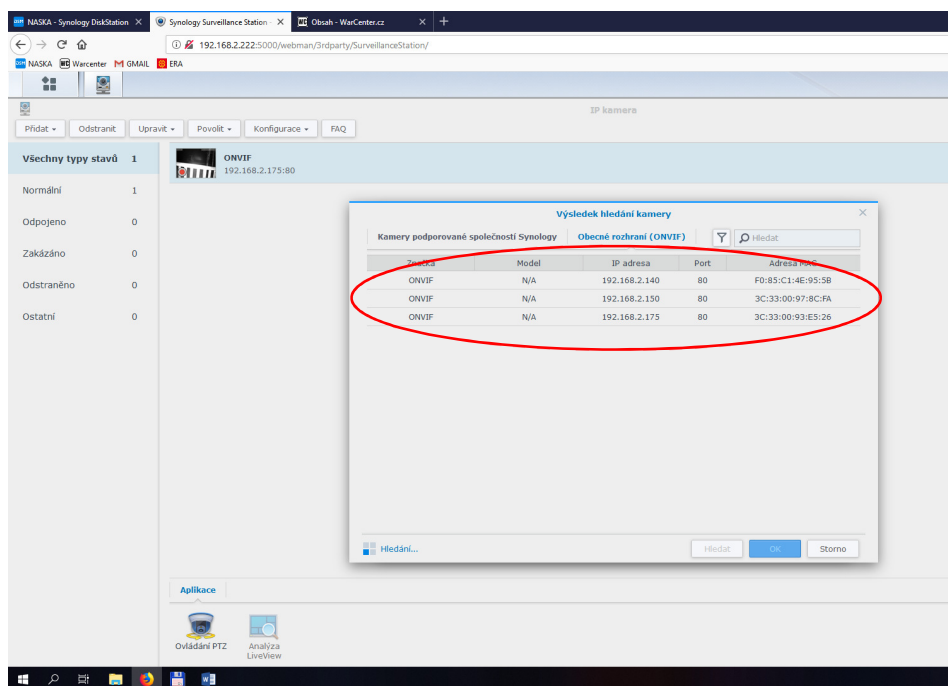 NASKA - Synology DiskStation
Synology Surveillance Station -
Obsah - WarCenter.cz
192.168.2.222:5000/webman/3rdparty/SurveillanceStation/
NASKA Warcenter GMAIL ERA
IP kamera
Přidat Odstranit Upravit Povolit Konfigurace FAQ
Všechny typy stavů 1
Normální 1
Odpojeno 0
Zakázáno 0
Odstraněno 0
Ostatní 0
ONVIF
192.168.2.175:80
Výsledek hledání kamery
Kamery podporované společností Synology Obecné rozhraní (ONVIF) Hledat
Značka Model IP adresa Port Adresa MAC
ONVIF N/A 192.168.2.140 80 F0:85:C1:4E:95:5B
ONVIF N/A 192.168.2.150 80 3C:33:00:97:8C:FA
ONVIF N/A 192.168.2.175 80 3C:33:00:93:E5:26
Hledání... Hledat OK Storno
Aplikace
Ovládání PTZ
Analýza
LiveView